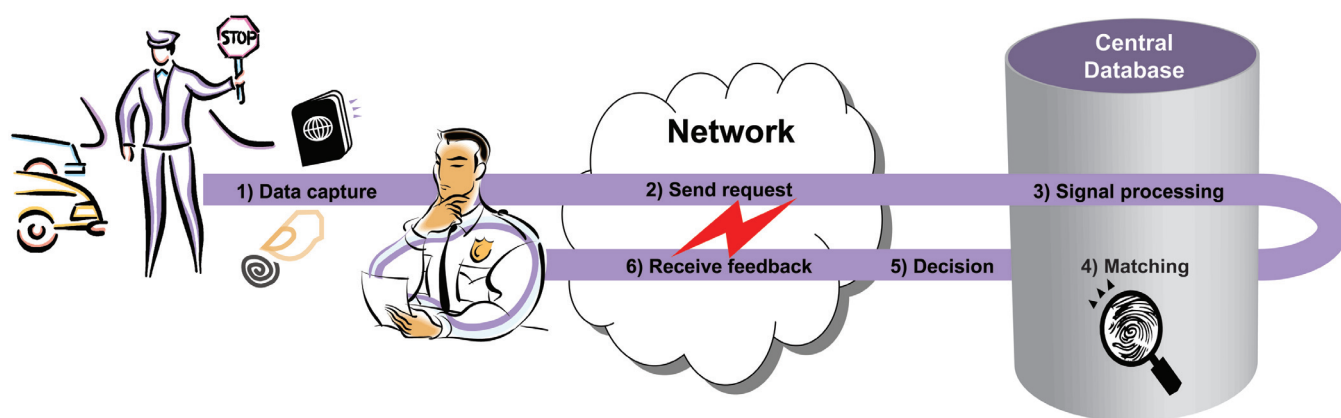 STOP
Central
Database
Network
1) Data capture
2) Send request
3) Signal processing
6) Receive feedback
5) Decision
4) Matching